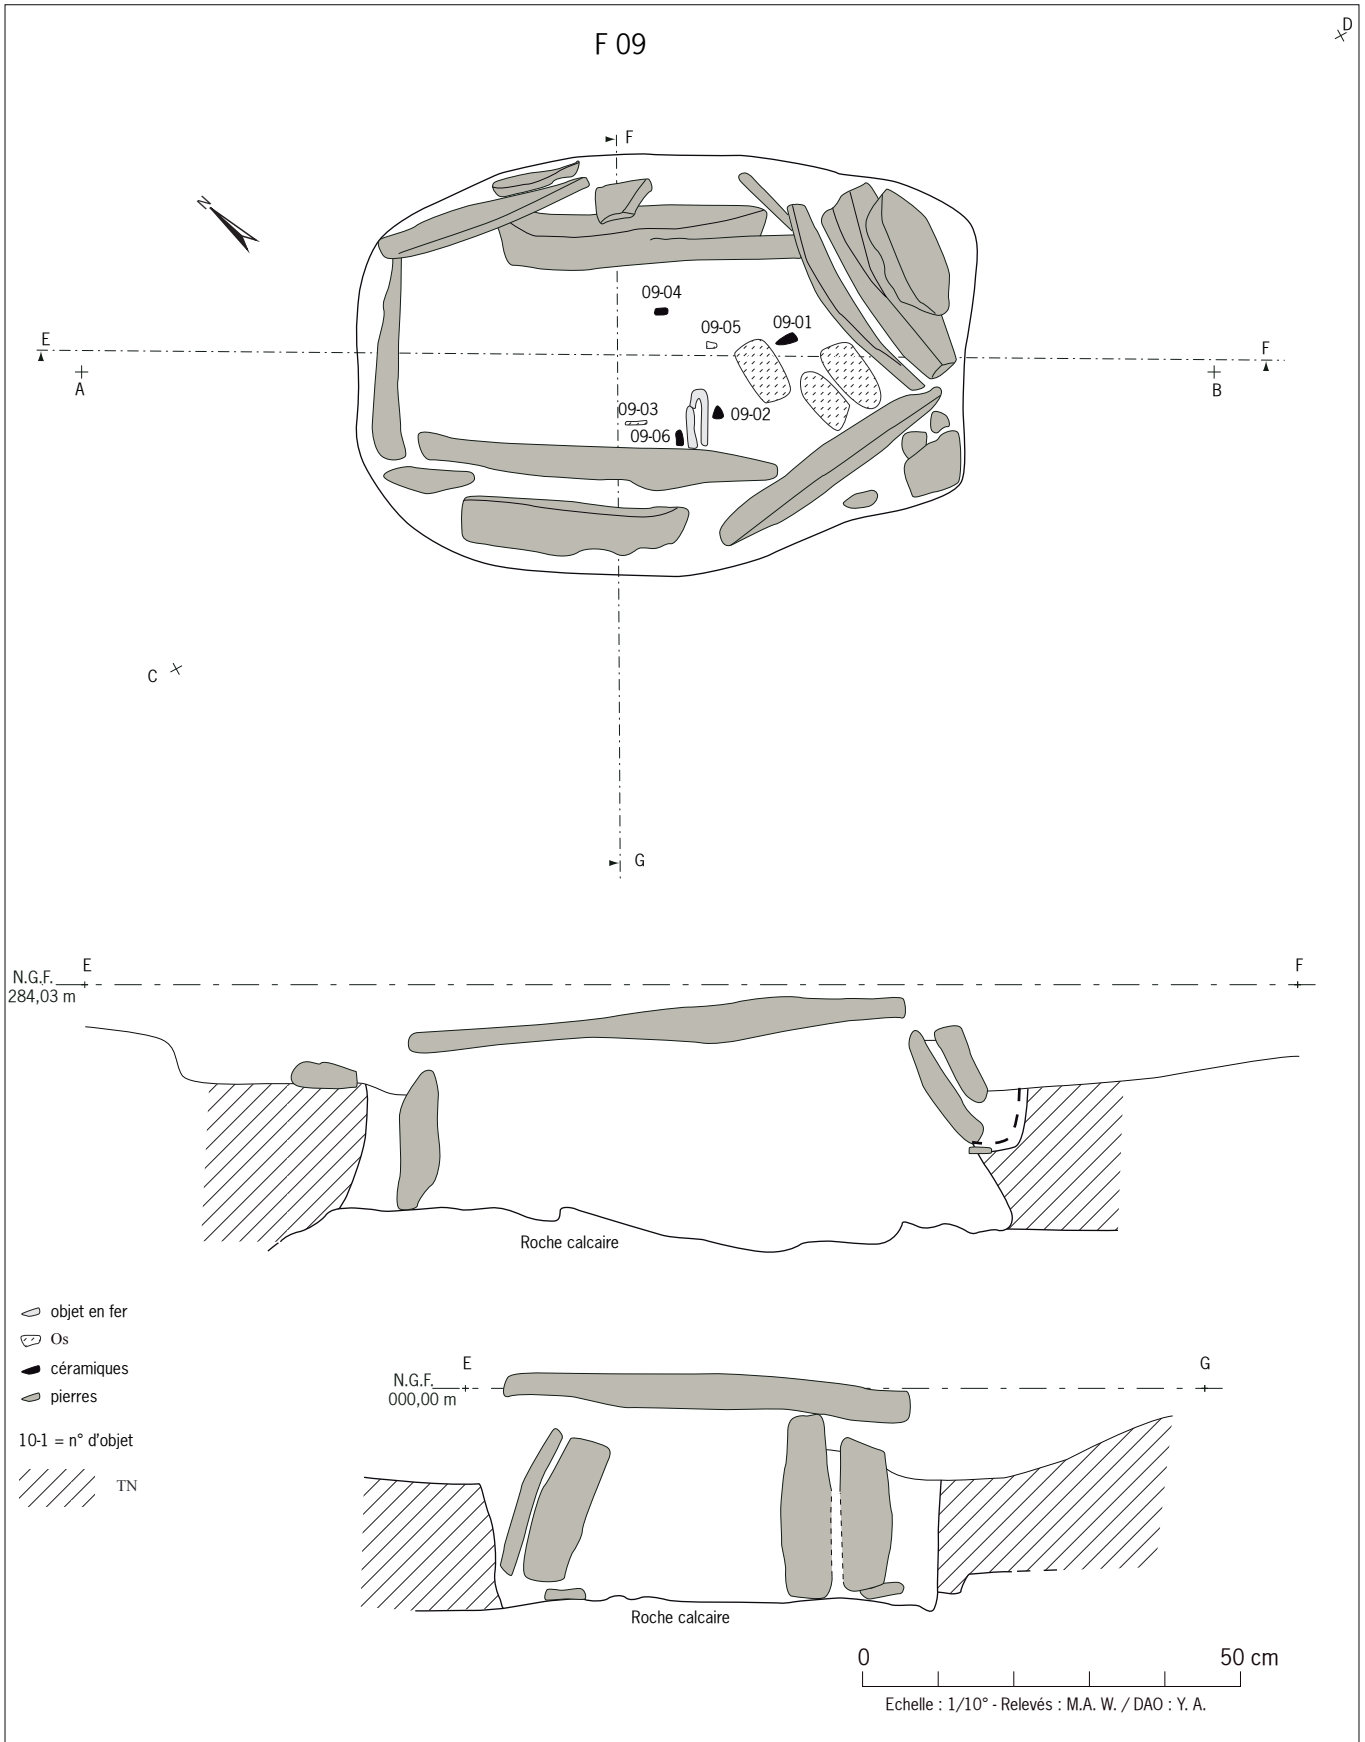 F 09
D
F
N
09-04
09-05
09-01
E
F
A
B
09-03
09-02
09-06
C
G
E
F
N.G.F.
284,03 m
Roche calcaire
objet en fer
Os
céramiques
pierres
10-1 = n° d'objet
TN
E
G
N.G.F.
000,00 m
Roche calcaire
0
50 cm
Echelle : 1/10° - Relevés : M.A. W. / DAO : Y. A.